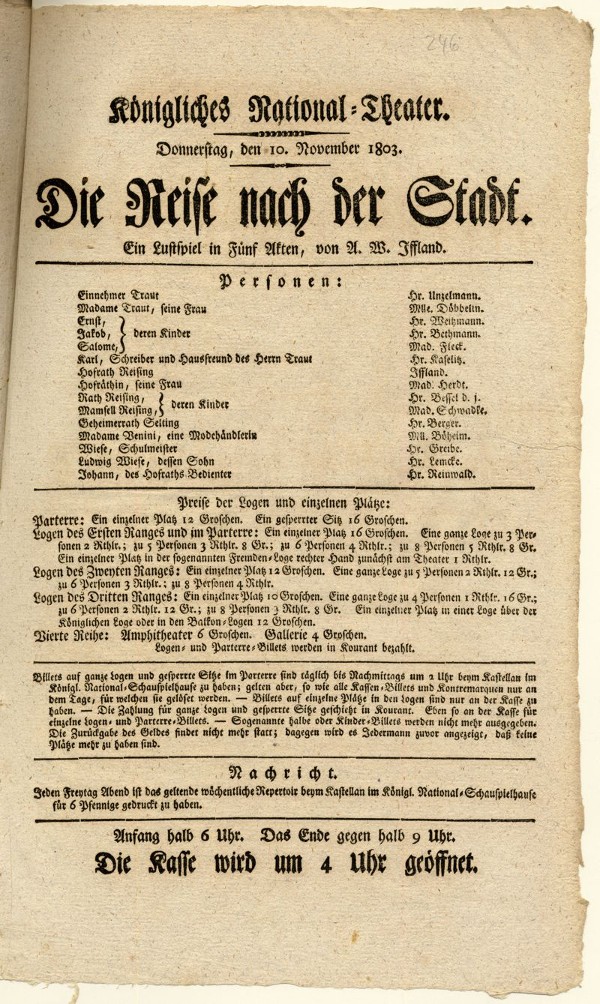 246
Königliches National-Theater.
Donnerstag, den 10. November 1803.
Die Reise nach der Stadt.
Ein Lustspiel in Fünf Akten, von A. W. Iffland.
Personen:
Einnehmer Traut Hr. Unzelmann.
Madame Traut, seine Frau Mlle. Döbbelin.
Ernst, Hr. Weitzmann.
Jakob, } deren Kinder Hr. Bethmann.
Salome, Mad. Fleck.
Karl, Schreiber und Hausfreund des Herrn Traut Hr. Kaselitz.
Hofrath Reising Iffland.
Hofräthin, seine Frau Mad. Herdt.
Rath Reising, } deren Kinder Hr. Bessel d. j.
Mamsell Reising, Mad. Schwadke.
Geheimerrath Selting Hr. Berger.
Madame Venini, eine Modehändlerin Mll. Böheim.
Wiese, Schulmeister Hr. Greibe.
Ludwig Wiese, dessen Sohn Hr. Lemcke.
Johann, des Hofraths Bedienter Hr. Reinwald.
Preise der Logen und einzelnen Plätze:
Parterre: Ein einzelner Platz 12 Groschen. Ein gesperrter Sitz 16 Groschen.
Logen des Ersten Ranges und im Parterre: Ein einzelner Platz 16 Groschen. Eine ganze Loge zu 3 Per-
sonen 2 Rthlr.; zu 5 Personen 3 Rthlr. 8 Gr.; zu 6 Personen 4 Rthlr.; zu 8 Personen 5 Rthlr. 8 Gr.
Ein einzelner Platz in der sogenannten Fremden-Loge rechter Hand zunächst am Theater 1 Rthlr.
Logen des Zweyten Ranges: Ein einzelner Platz 12 Groschen. Eine ganze Loge zu 5 Personen 2 Rthlr. 12 Gr.;
zu 6 Personen 3 Rthlr.; zu 8 Personen 4 Rthlr.
Logen des Dritten Ranges: Ein einzelner Platz 10 Groschen. Eine ganze Loge zu 4 Personen 1 Rthlr. 16 Gr.;
zu 6 Personen 2 Rthlr. 12 Gr.; zu 8 Personen 3 Rthlr. 8 Gr. Ein einzelner Platz in einer Loge über der
Königlichen Loge oder in den Balkon-Logen 12 Groschen.
Vierte Reihe: Amphitheater 6 Groschen. Gallerie 4 Groschen.
Logen- und Parterre-Billets werden in Kourant bezahlt.
Billets auf ganze Logen und gesperrte Sitze im Parterre sind täglich bis Nachmittags um 2 Uhr beym Kastellan im
Königl. National-Schauspielhause zu haben; gelten aber, so wie alle Kassen-Billets und Kontremarquen nur an
dem Tage, für welchen sie gelöset werden. — Billets auf einzelne Plätze in den Logen sind nur an der Kasse zu
haben. — Die Zahlung für ganze Logen und gesperrte Sitze geschieht in Kourant. Eben so an der Kasse für
einzelne Logen- und Parterre-Billets. — Sogenannte halbe oder Kinder-Billets werden nicht mehr ausgegeben.
Die Zurückgabe des Geldes findet nicht mehr statt; dagegen wird es Jedermann zuvor angezeigt, daß keine
Plätze mehr zu haben sind.
Nachricht.
Jeden Freytag Abend ist das geltende wöchentliche Repertoir beym Kastellan im Königl. National-Schauspielhause
für 6 Pfennige gedruckt zu haben.
Anfang halb 6 Uhr. Das Ende gegen halb 9 Uhr.
Die Kasse wird um 4 Uhr geöffnet.